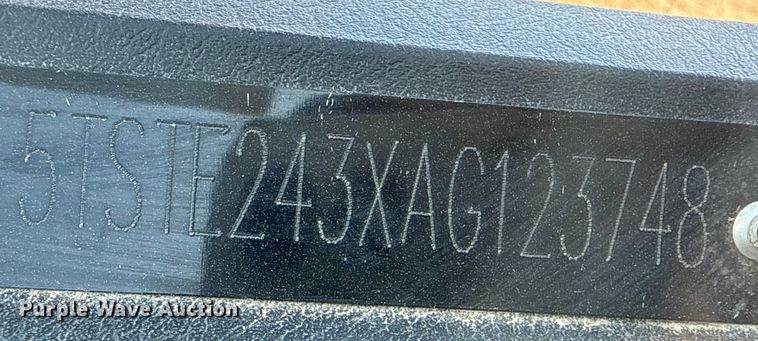 5TSTE243XAG123748
Purple Wave Auction